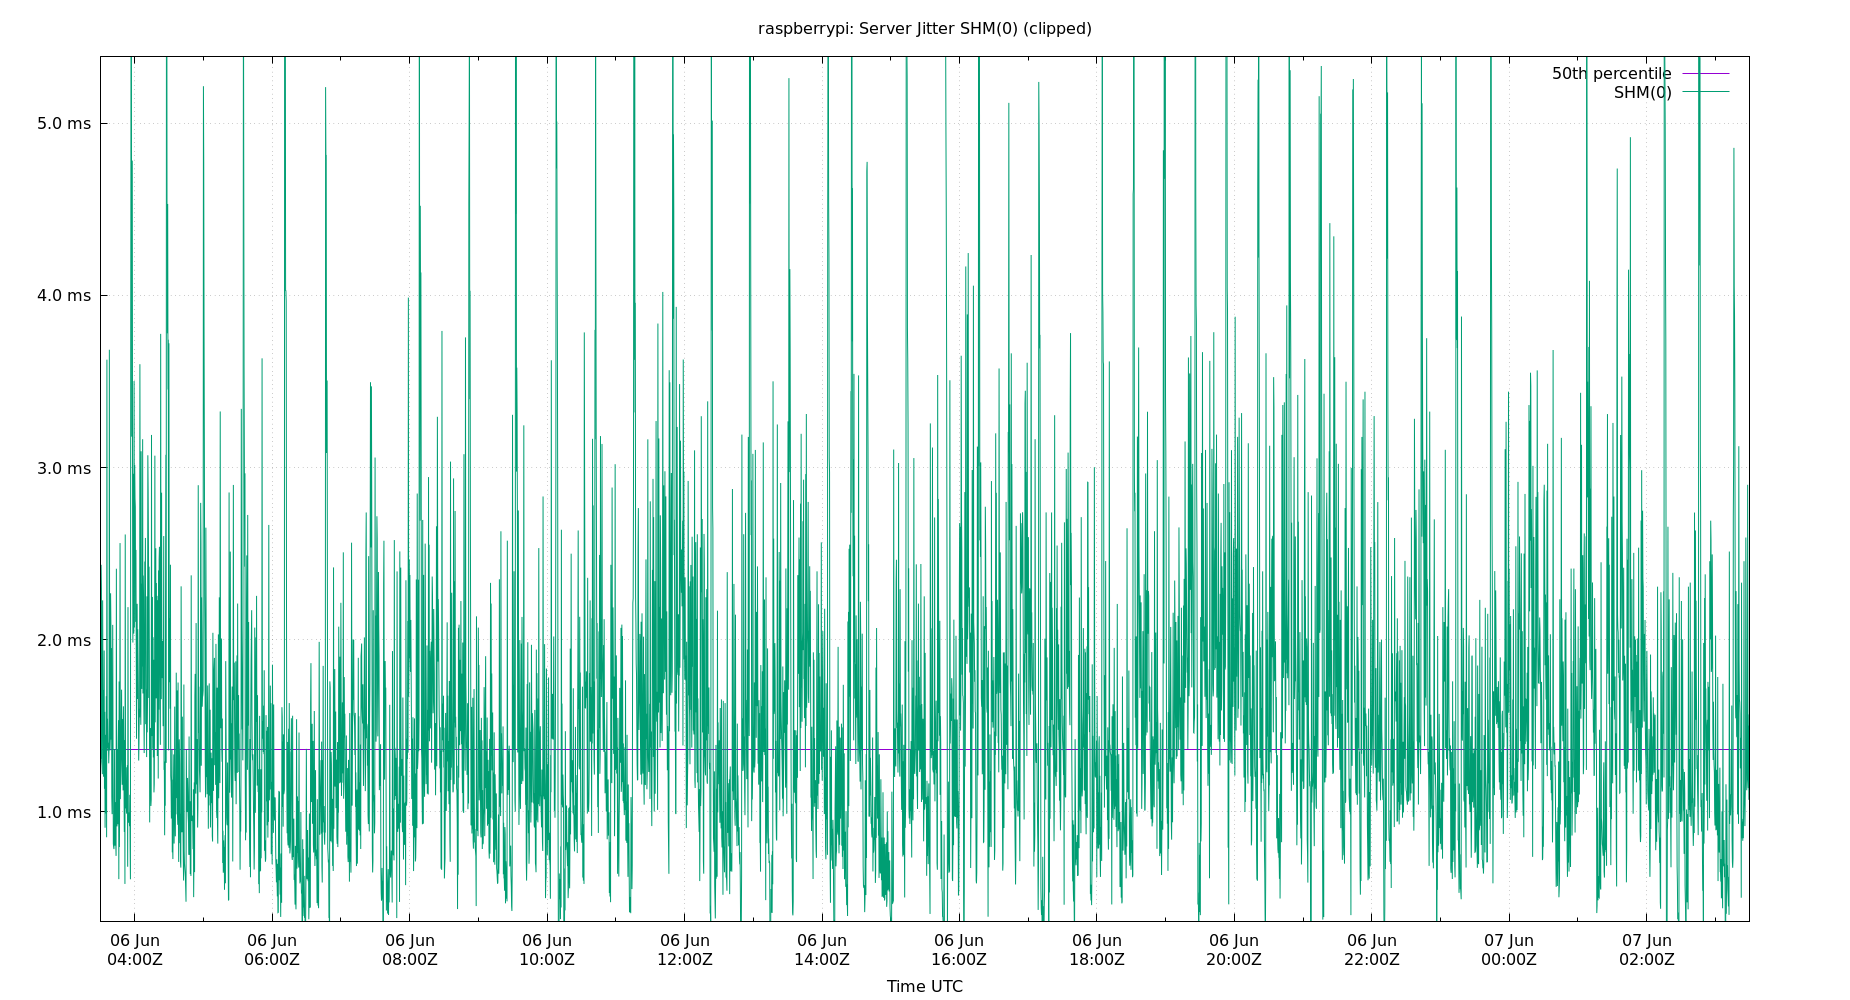 raspberrypi: Server Jitter SHM(0) (clipped)
50th percentile
SHM(0)
5.0 ms
4.0 ms
3.0 ms
2.0 ms
1.0 ms
06 Jun 06 Jun 06 Jun 06 Jun 06 Jun 06 Jun 06 Jun 06 Jun 06 Jun 06 Jun 07 Jun 07 Jun
04:00Z 06:00Z 08:00Z 10:00Z 12:00Z 14:00Z 16:00Z 18:00Z 20:00Z 22:00Z 00:00Z 02:00Z
Time UTC